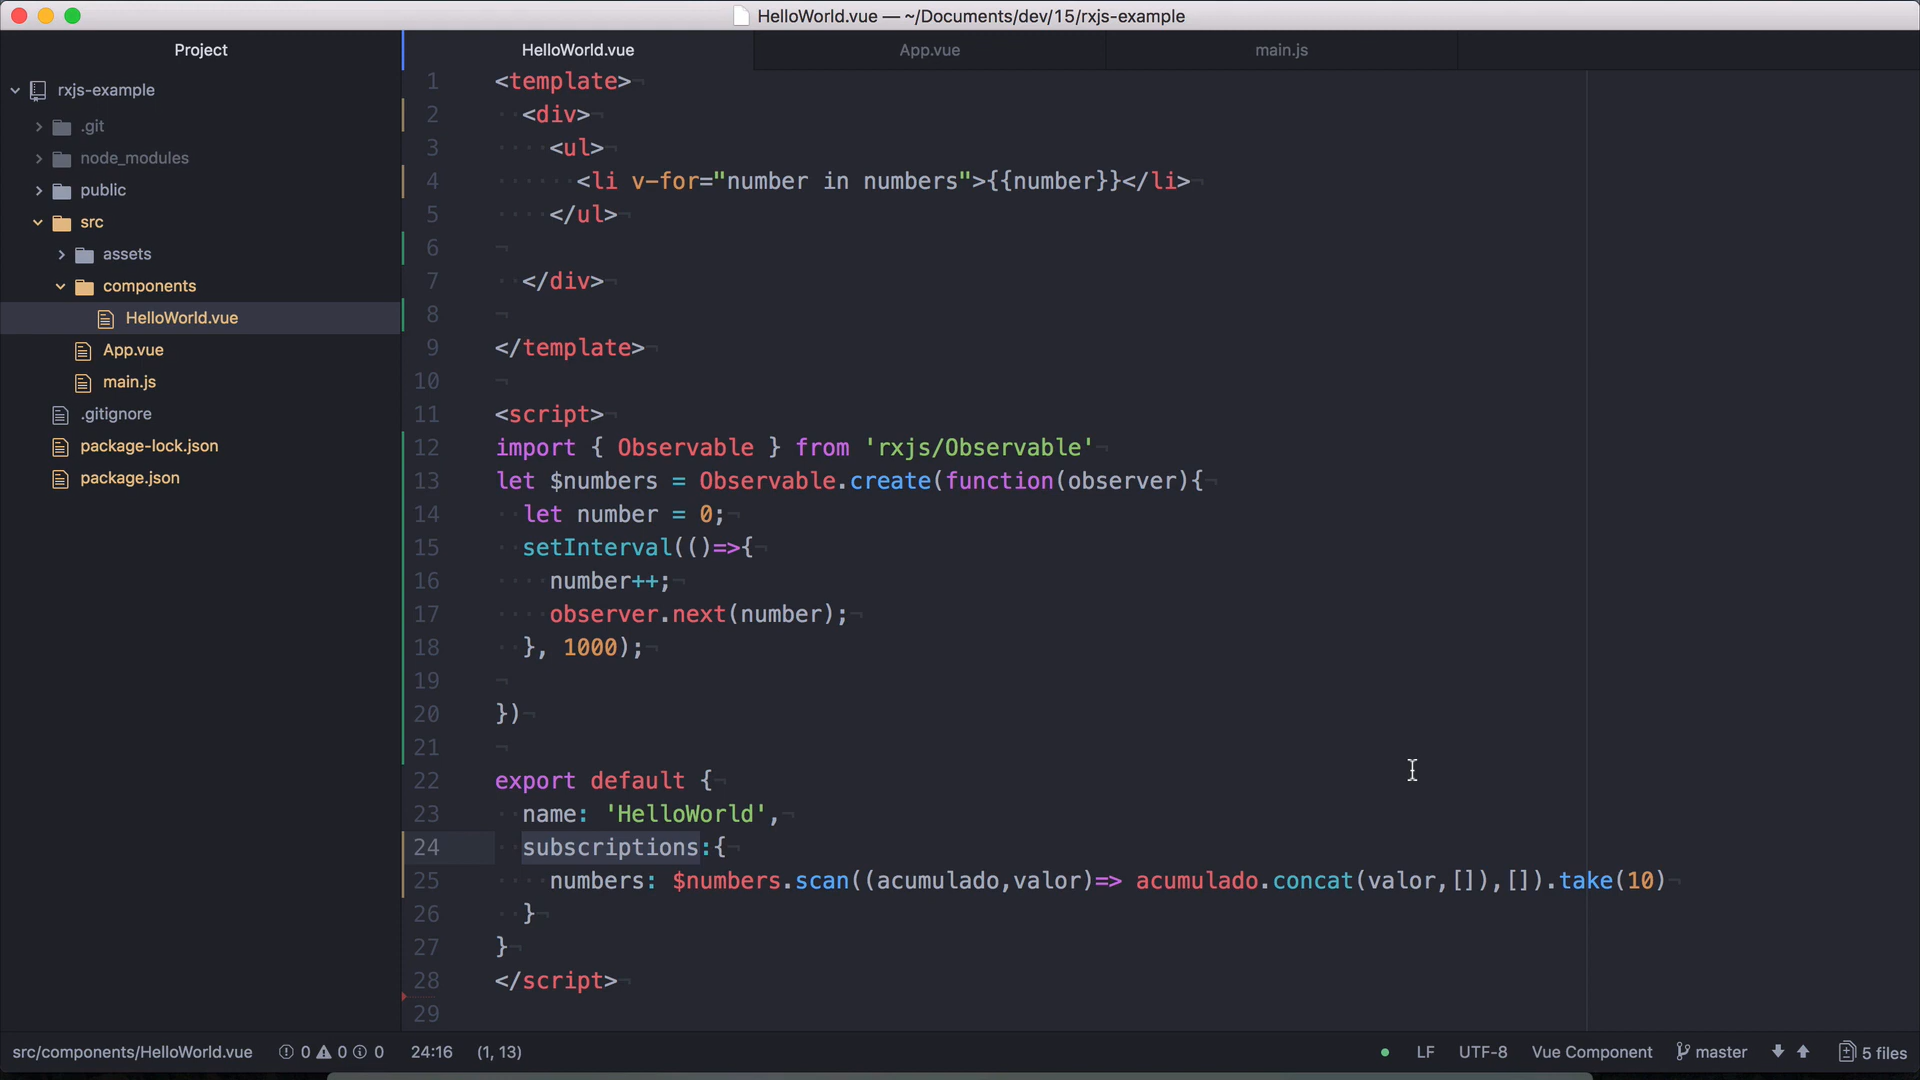 HelloWorld.vue — ~/Documents/dev/15/rxjs-example
Project
HelloWorld.vue
App.vue
main.js
rxjs-example
.git
node_modules
public
src
assets
components
HelloWorld.vue
App.vue
main.js
.gitignore
package-lock.json
package.json
1 <template>
2 <div>
3 <ul>
4 <li v-for="number in numbers">{{number}}</li>
5 </ul>
6
7 </div>
8
9 </template>
10
11 <script>
12 import { Observable } from 'rxjs/Observable'
13 let $numbers = Observable.create(function(observer){
14 let number = 0;
15 setInterval(()=>{
16 number++;
17 observer.next(number);
18 }, 1000);
19
20 })
21
22 export default {
23 name: 'HelloWorld',
24 subscriptions:{
25 numbers: $numbers.scan((acumulado,valor)=> acumulado.concat(valor,[]),[]).take(10)
26 }
27 }
28 </script>
29
src/components/HelloWorld.vue 0 0 0 24:16 (1, 13) LF UTF-8 Vue Component master 5 files